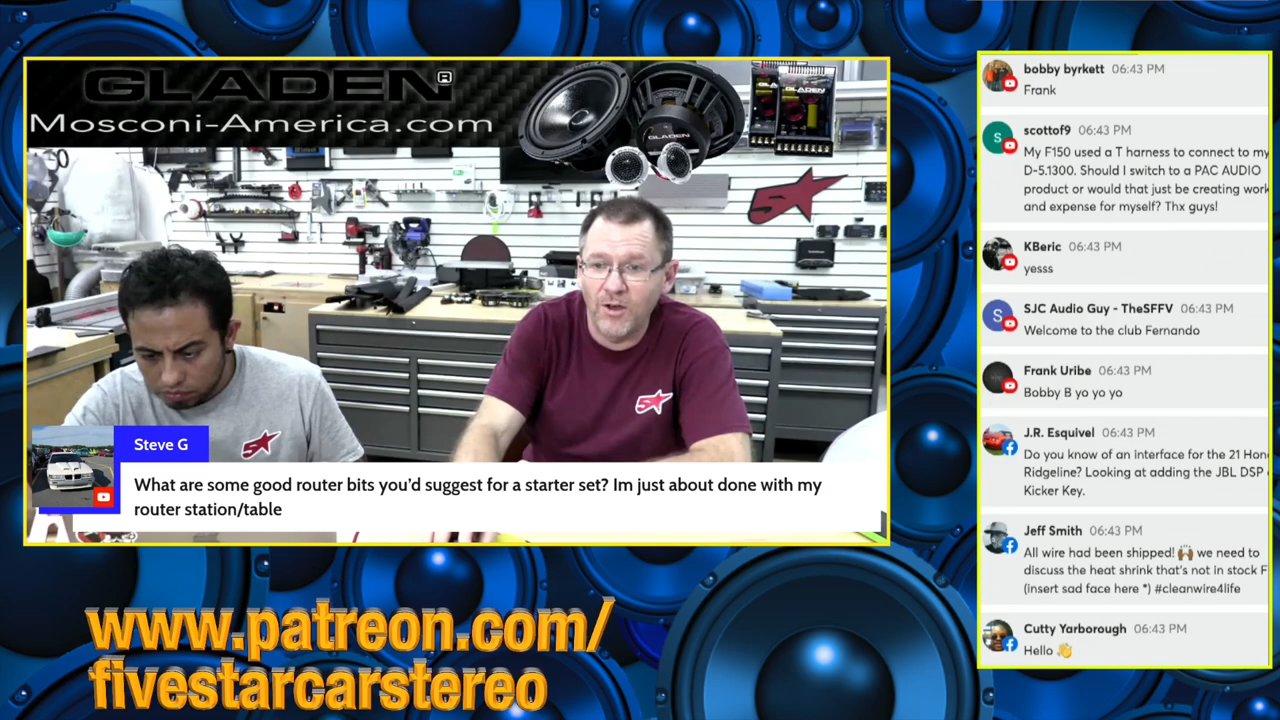 GLADEN®
Mosconi-America.com
GLADEN
GLADEN
Steve G
What are some good router bits you'd suggest for a starter set? Im just about done with my
router station/table
www.patreon.com/
fivestarcarstereo
bobby byrkett 06:43 PM
Frank
S
scottof9 06:43 PM
My F150 used a T harness to connect to my
D-5.1300. Should I switch to a PAC AUDIO
product or would that just be creating work
and expense for myself? Thx guys!
KBeric 06:43 PM
yesss
S
SJC Audio Guy - TheSFFV 06:43 PM
Welcome to the club Fernando
Frank Uribe 06:43 PM
Bobby B yo yo yo
J.R. Esquivel 06:43 PM
Do you know of an interface for the 21 Hon
Ridgeline? Looking at adding the JBL DSP
Kicker Key.
Jeff Smith 06:43 PM
All wire had been shipped! 🙌🏾 we need to
discuss the heat shrink that's not in stock F
(insert sad face here *) #cleanwire4life
Cutty Yarborough 06:43 PM
Hello 👋